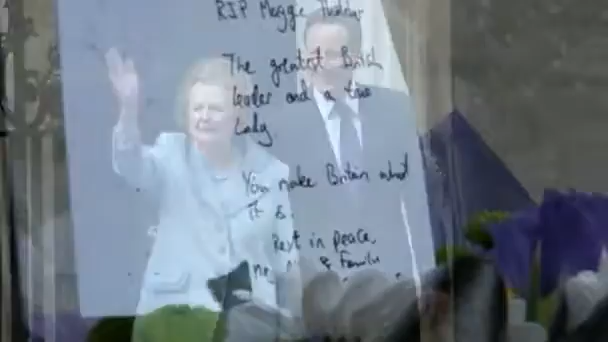 RIP Maggie Thatcher
The greatest British
leader and a true
Lady.
You make Britain what
it is.
Rest in peace.
& Family